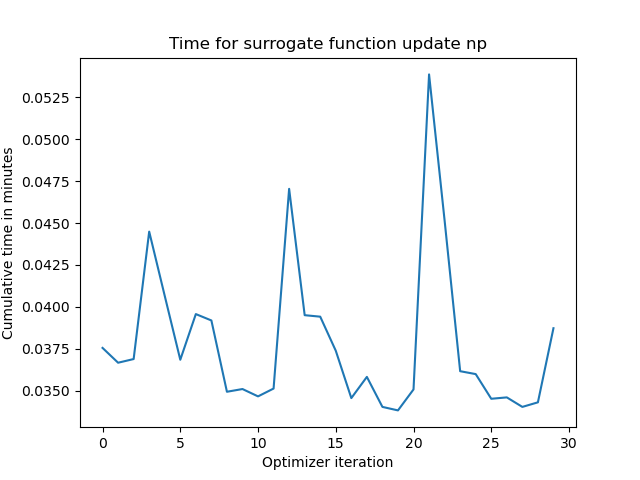 Time for surrogate function update np
Cumulative time in minutes
0.0525
0.0500
0.0475
0.0450
0.0425
0.0400
0.0375
0.0350
0 5 10 15 20 25 30
Optimizer iteration